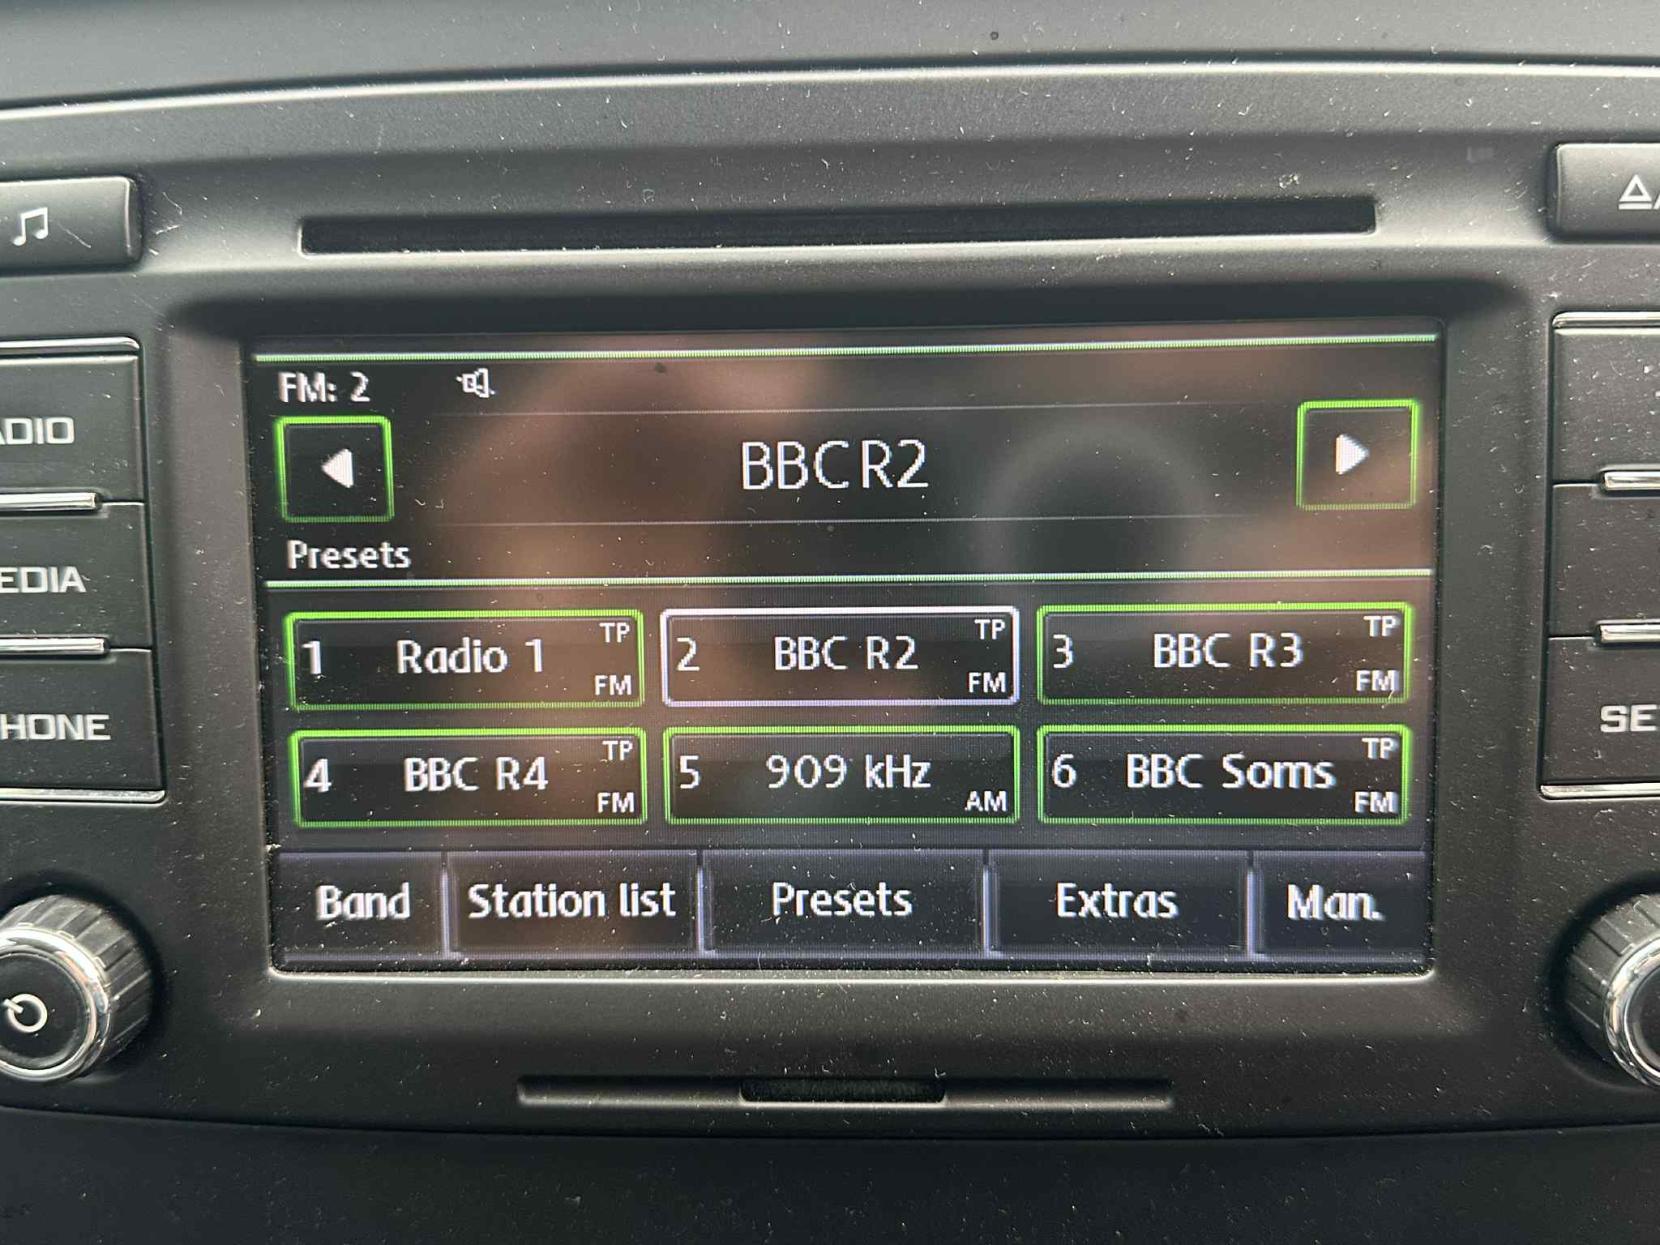 FM: 2
BBC R2
Presets
1 Radio 1 TP FM
2 BBC R2 TP FM
3 BBC R3 TP FM
4 BBC R4 TP FM
5 909 kHz AM
6 BBC Soms TP FM
Band Station list Presets Extras Man.
ADIO
EDIA
HONE
SE